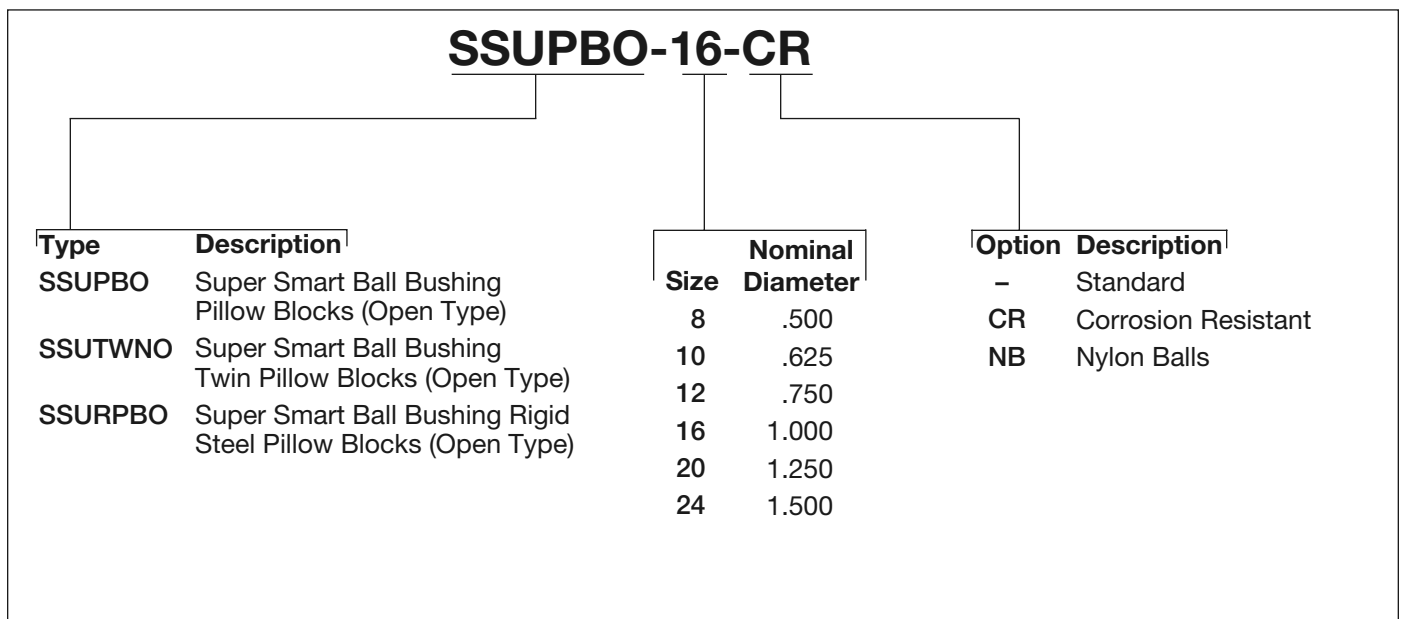 SSUPBO-16-CR
Type Description
SSUPBO Super Smart Ball Bushing
Pillow Blocks (Open Type)
SSUTWNO Super Smart Ball Bushing
Twin Pillow Blocks (Open Type)
SSURPBO Super Smart Ball Bushing Rigid
Steel Pillow Blocks (Open Type)
Nominal
Size Diameter
8 .500
10 .625
12 .750
16 1.000
20 1.250
24 1.500
Option Description
– Standard
CR Corrosion Resistant
NB Nylon Balls